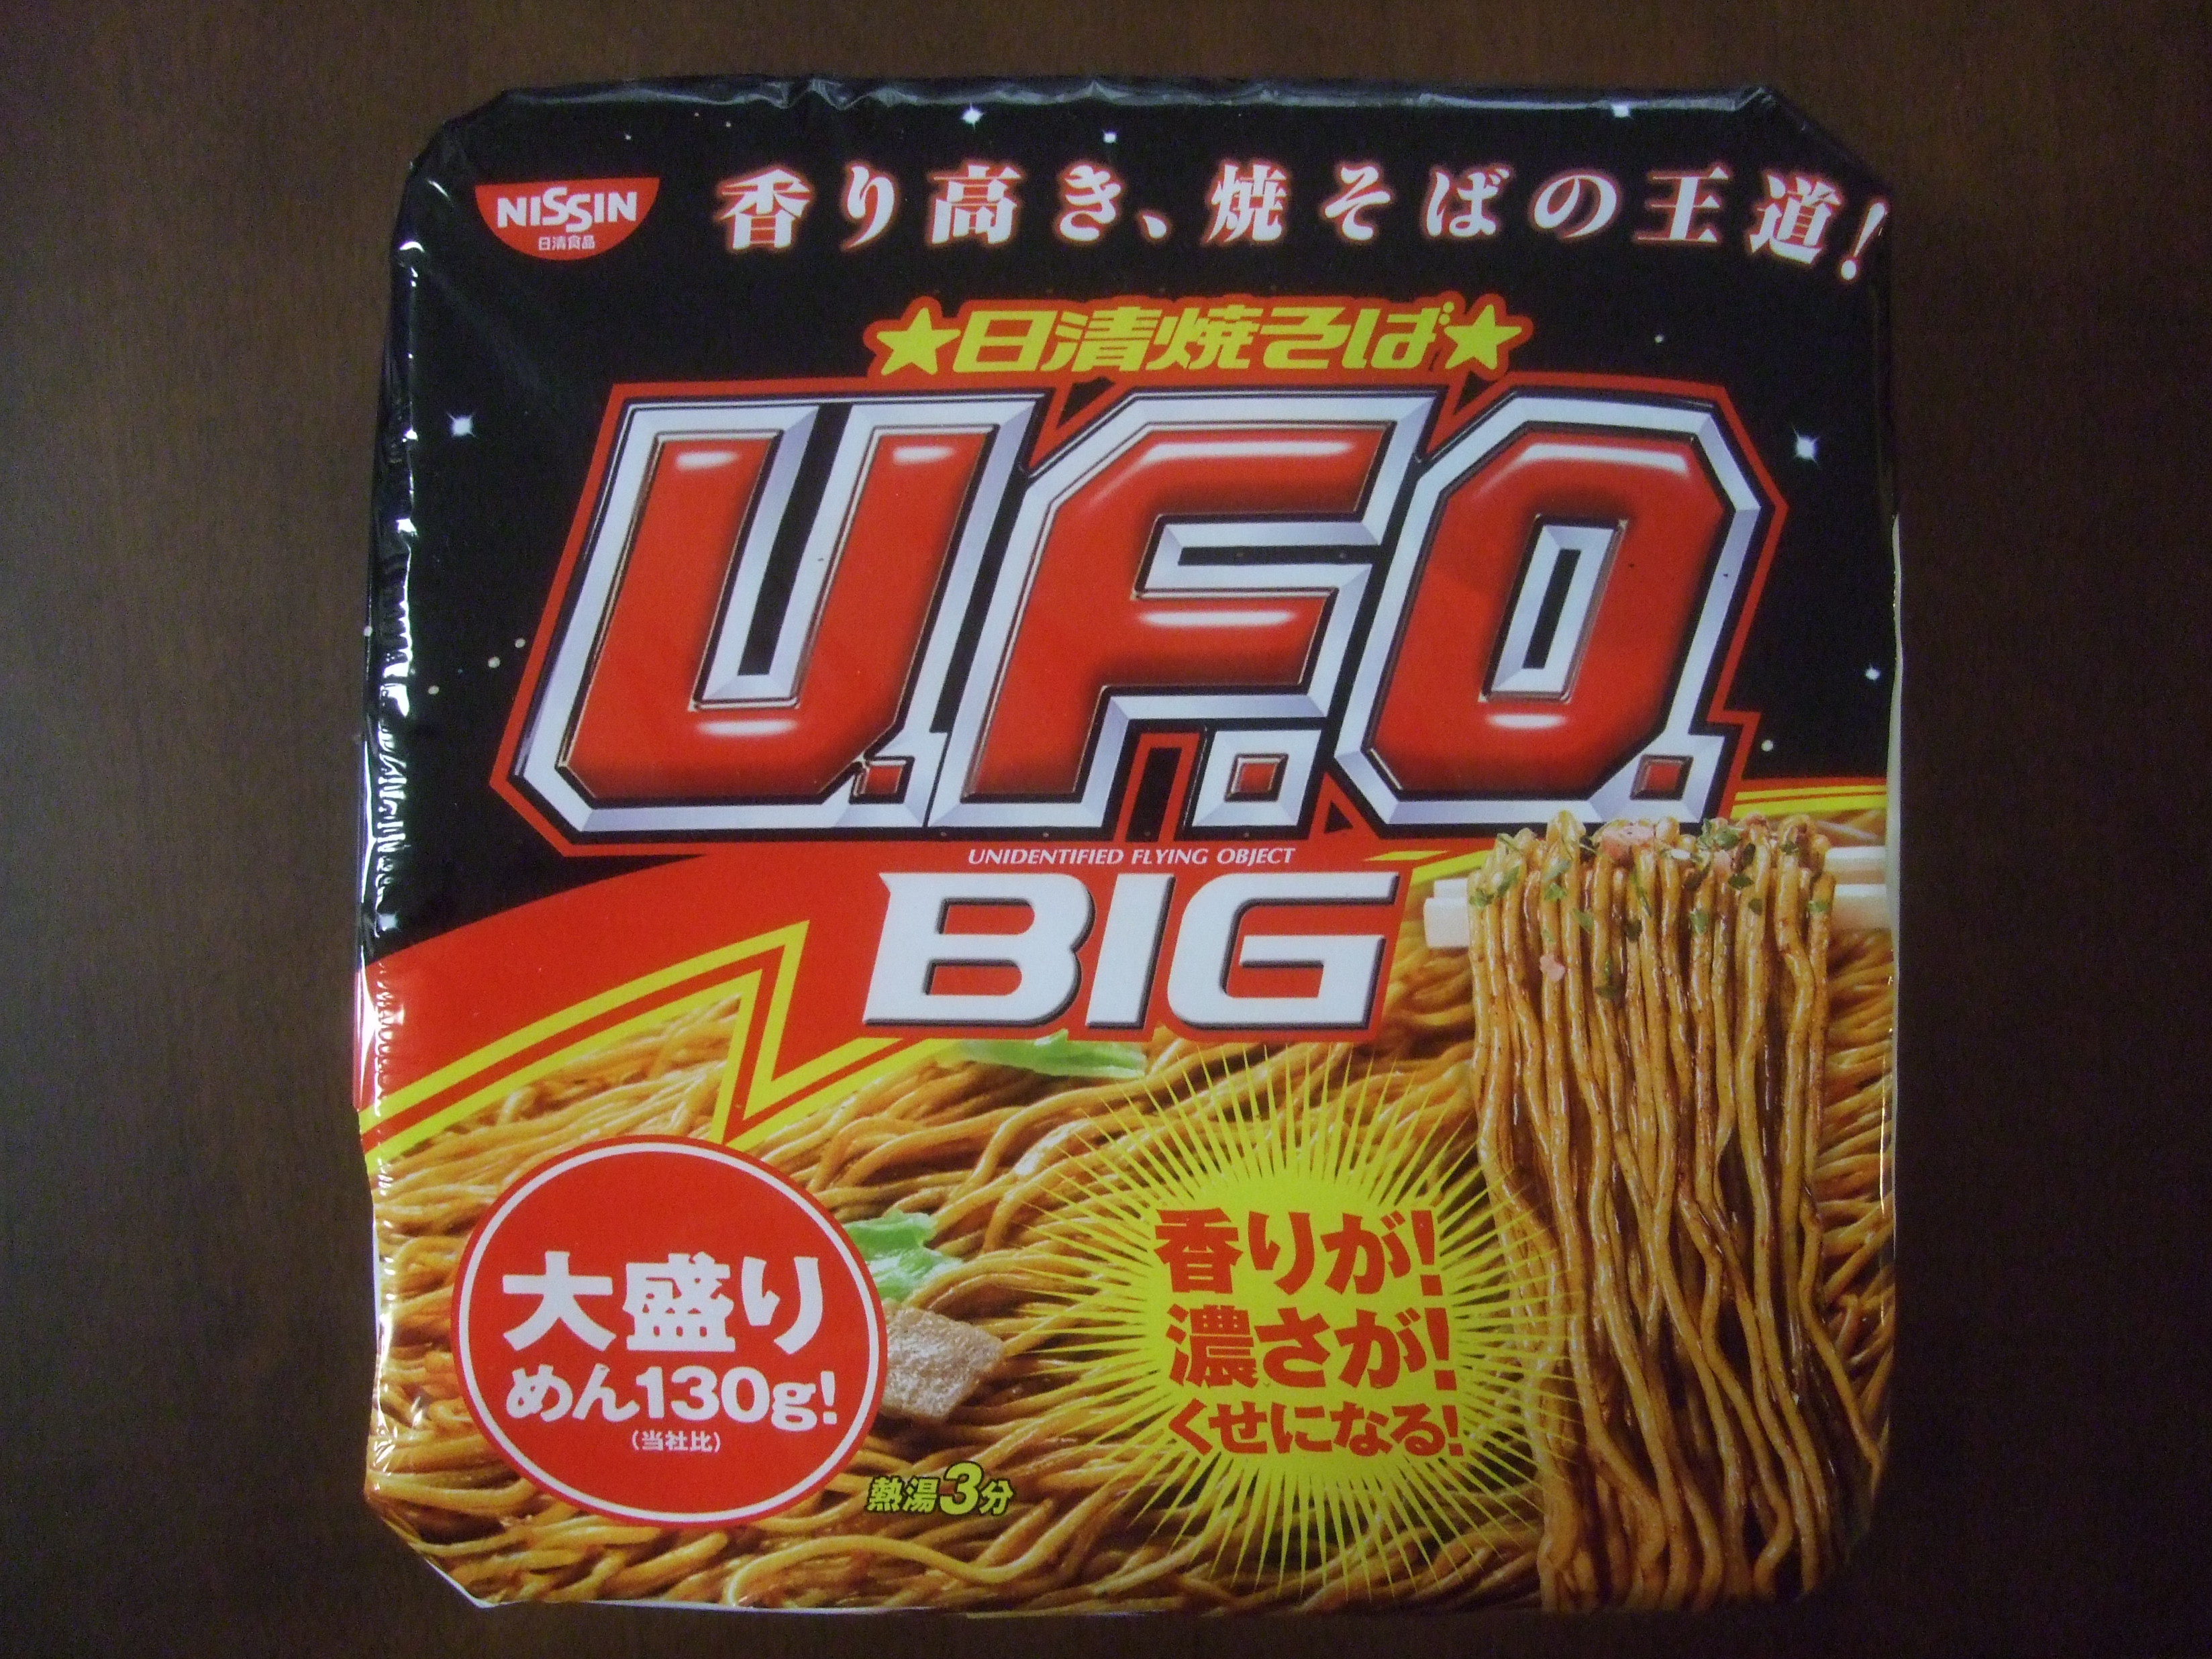 NISSIN
日清食品
香り高き、焼そばの王道!
★日清焼そば★
U.F.O.
UNIDENTIFIED FLYING OBJECT
BIG
大盛り
めん130g!
(当社比)
熱湯3分
香りが!
濃さが!
くせになる!